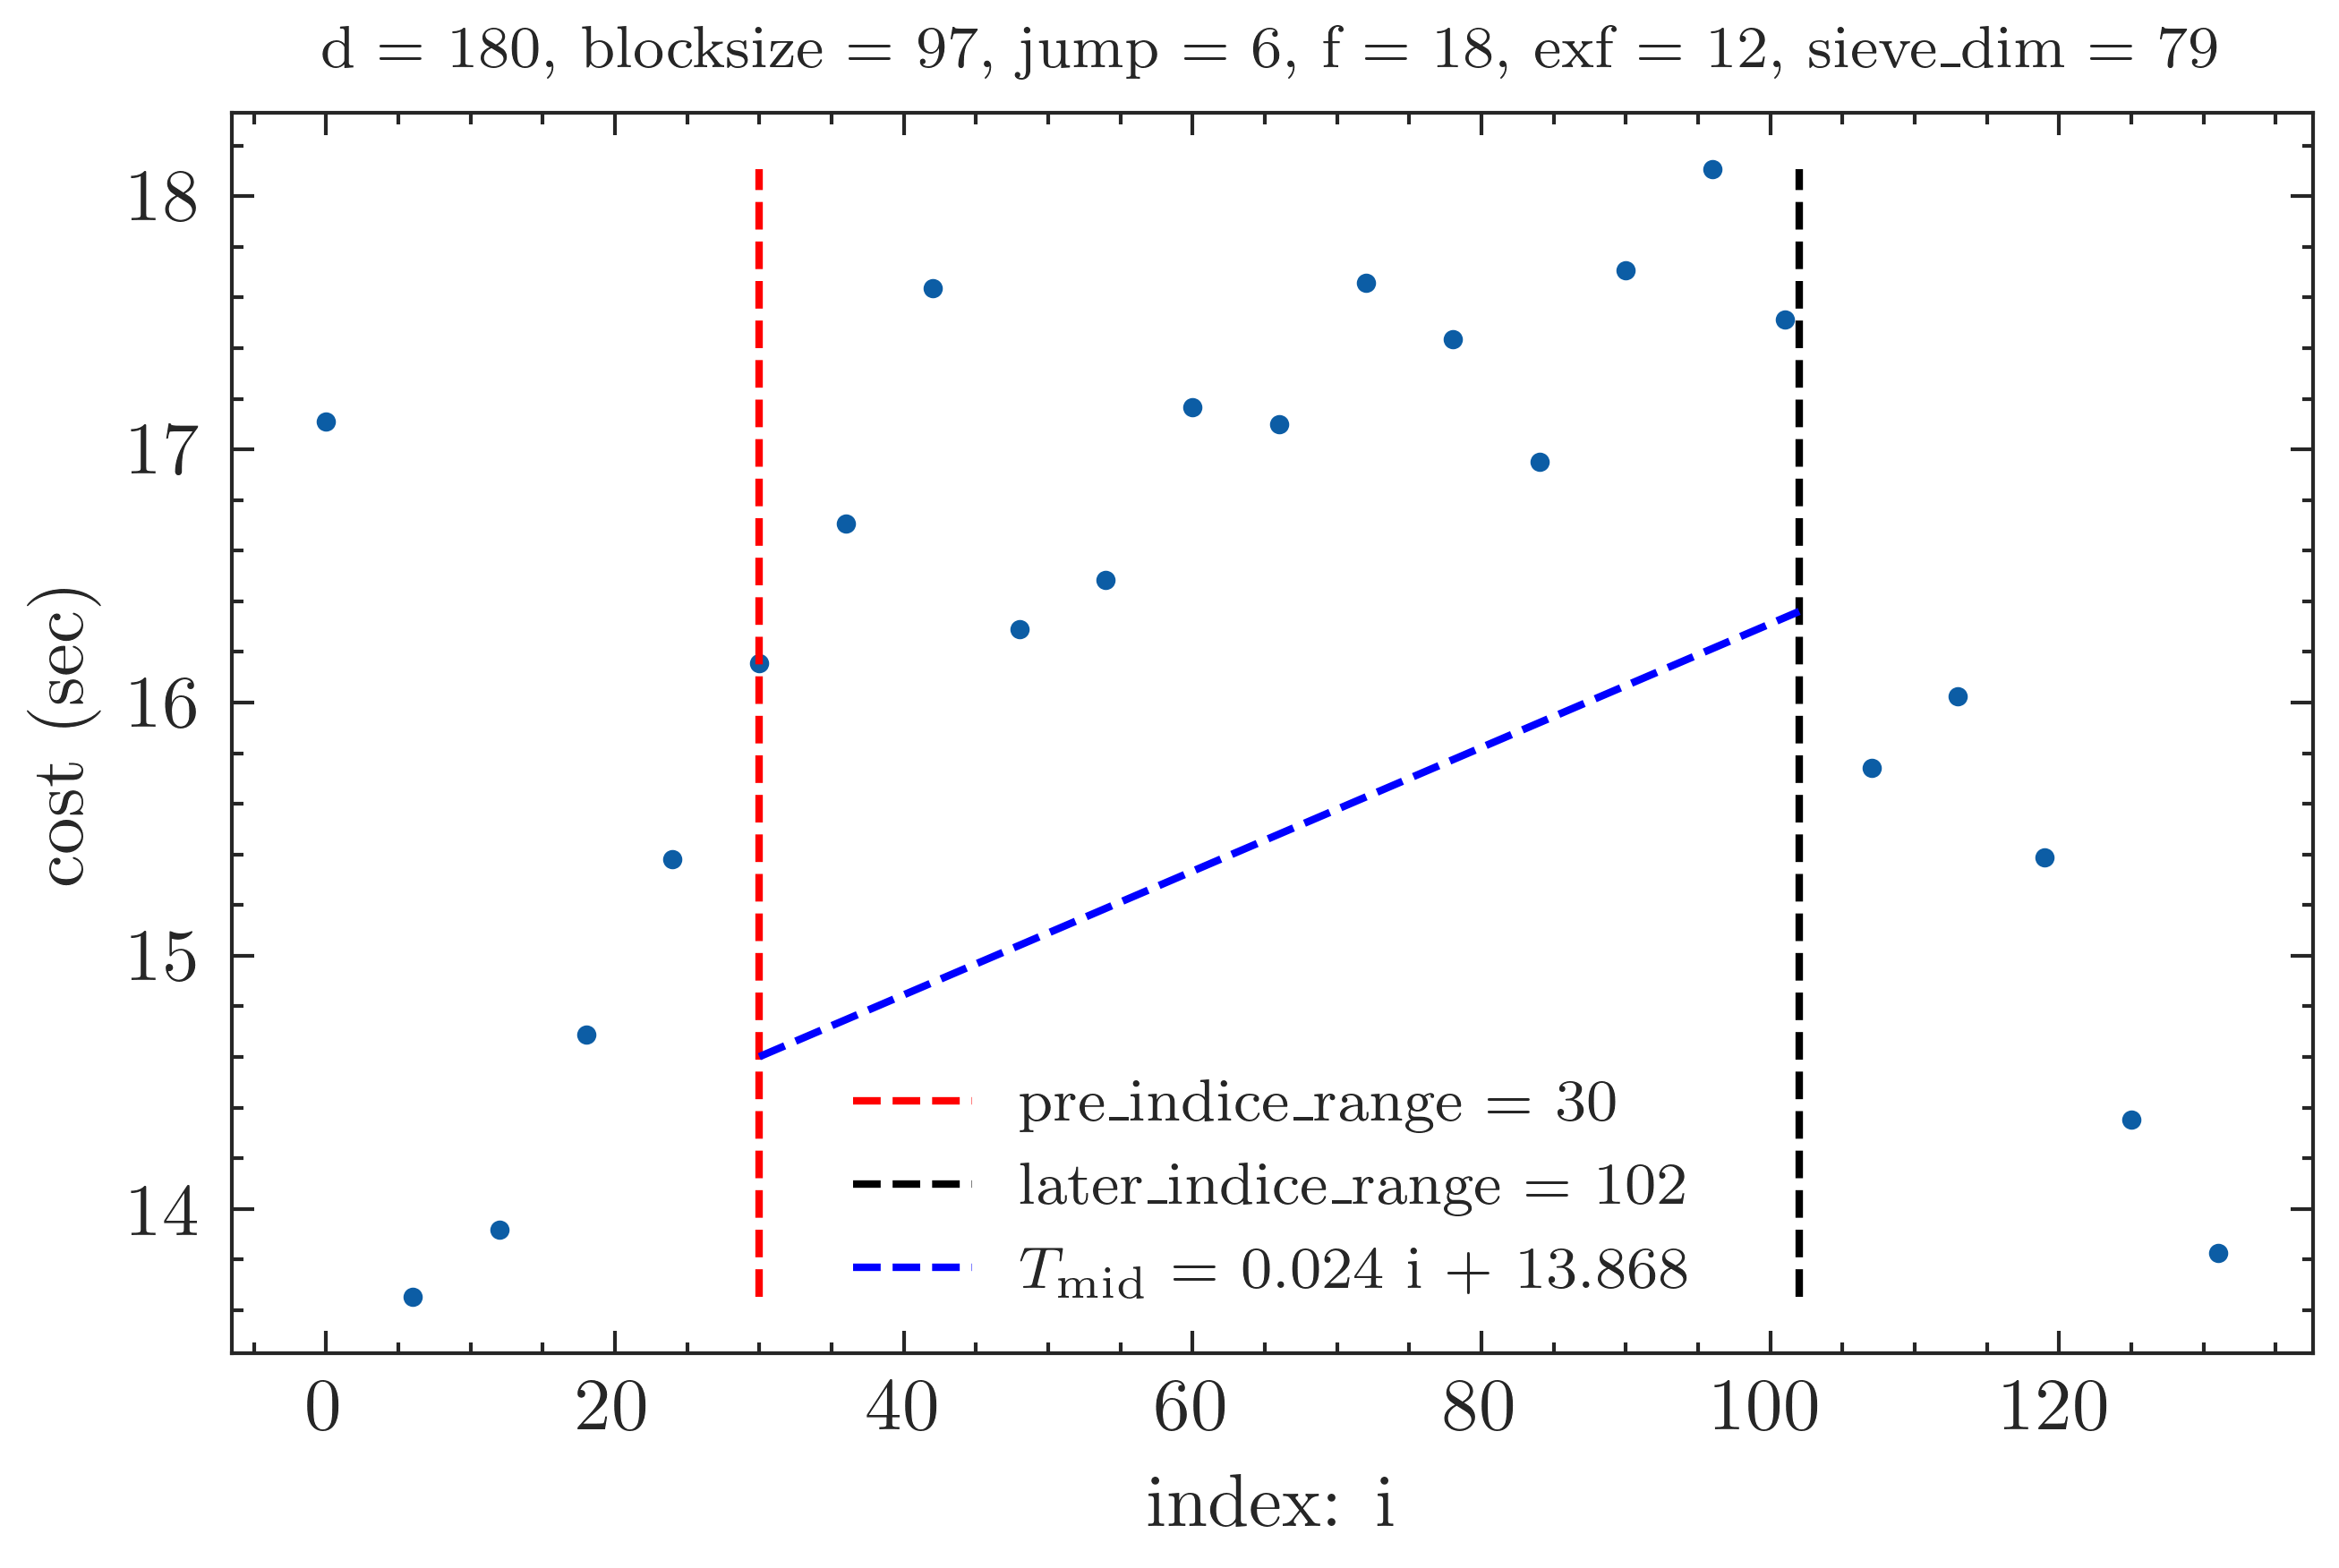 d = 180, blocksize = 97, jump = 6, f = 18, exf = 12, sieve_dim = 79
18
17
16
15
14
cost (sec)
pre_indice_range = 30
later_indice_range = 102
T_mid = 0.024 i + 13.868
0 20 40 60 80 100 120
index: i